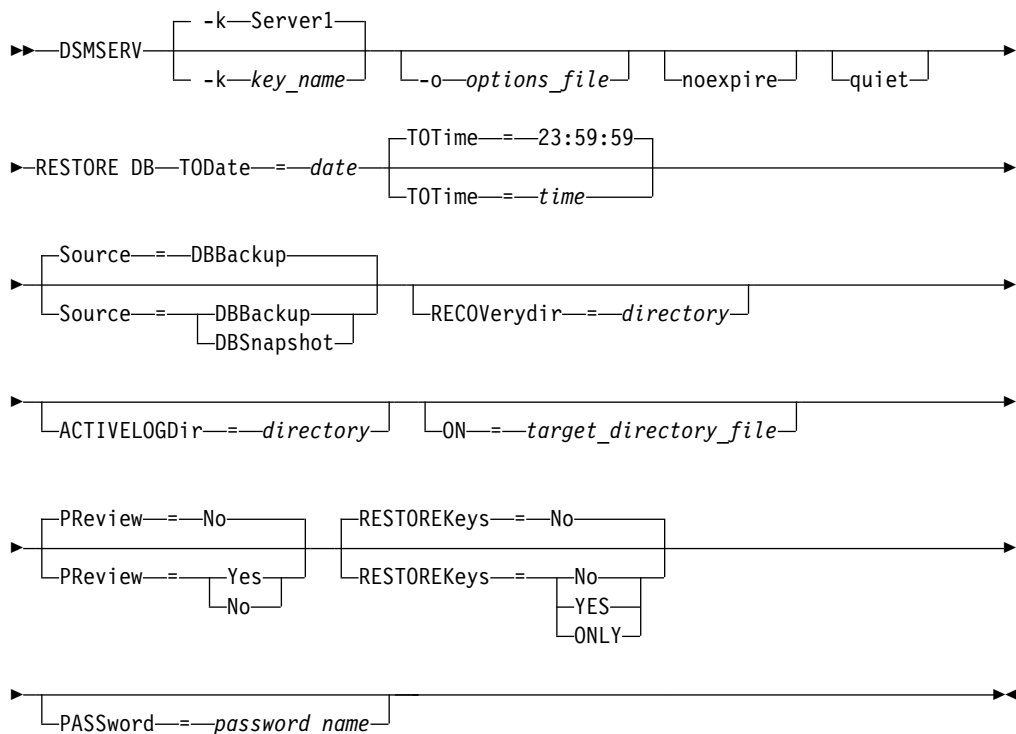 -k Server1
DSMSERV
-k key_name
-o options_file
noexpire
quiet
TOTime = 23:59:59
RESTORE DB TODate = date
TOTime = time
Source = DBBackup
Source = DBBackup
DBSnapshot
RECOVerydir = directory
ACTIVELOGDir = directory
ON = target_directory_file
PReview = No
RESTOREKeys = No
PReview = Yes
No
RESTOREKeys = No
YES
ONLY
PASSword = password name